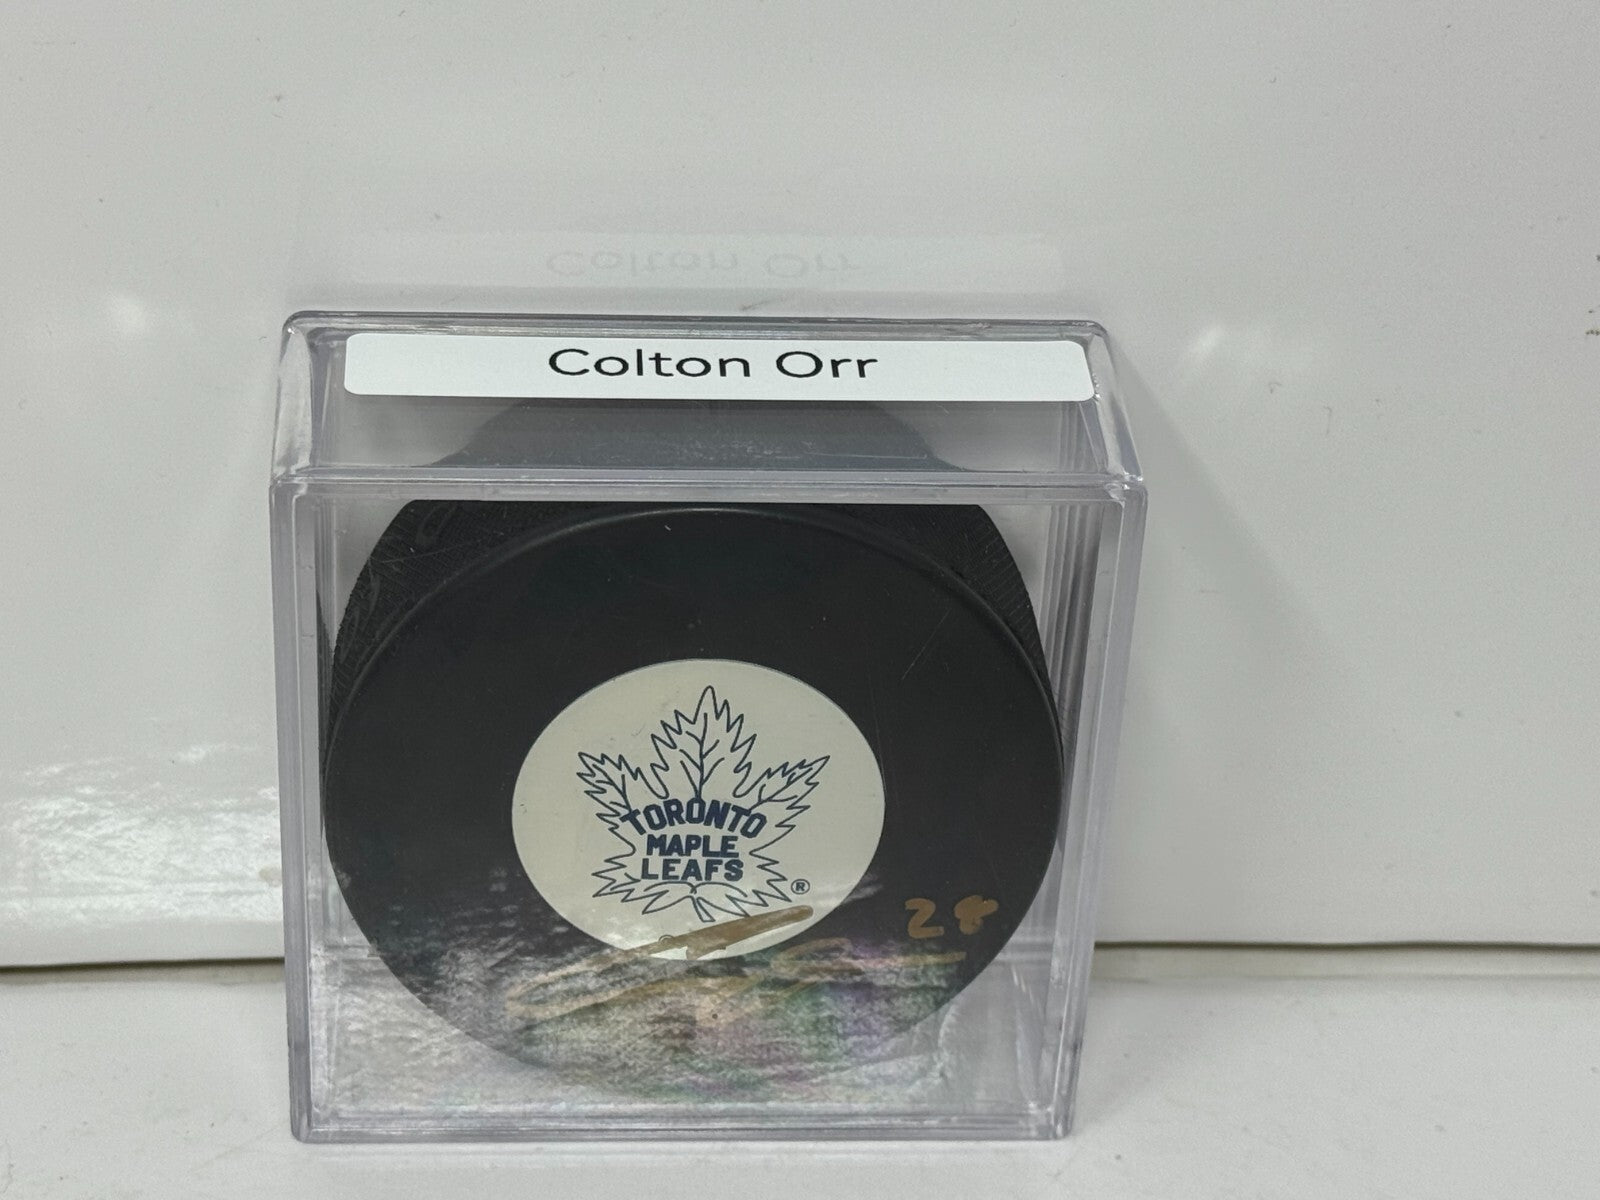 Colton Orr
TORONTO
MAPLE
LEAFS
®
28